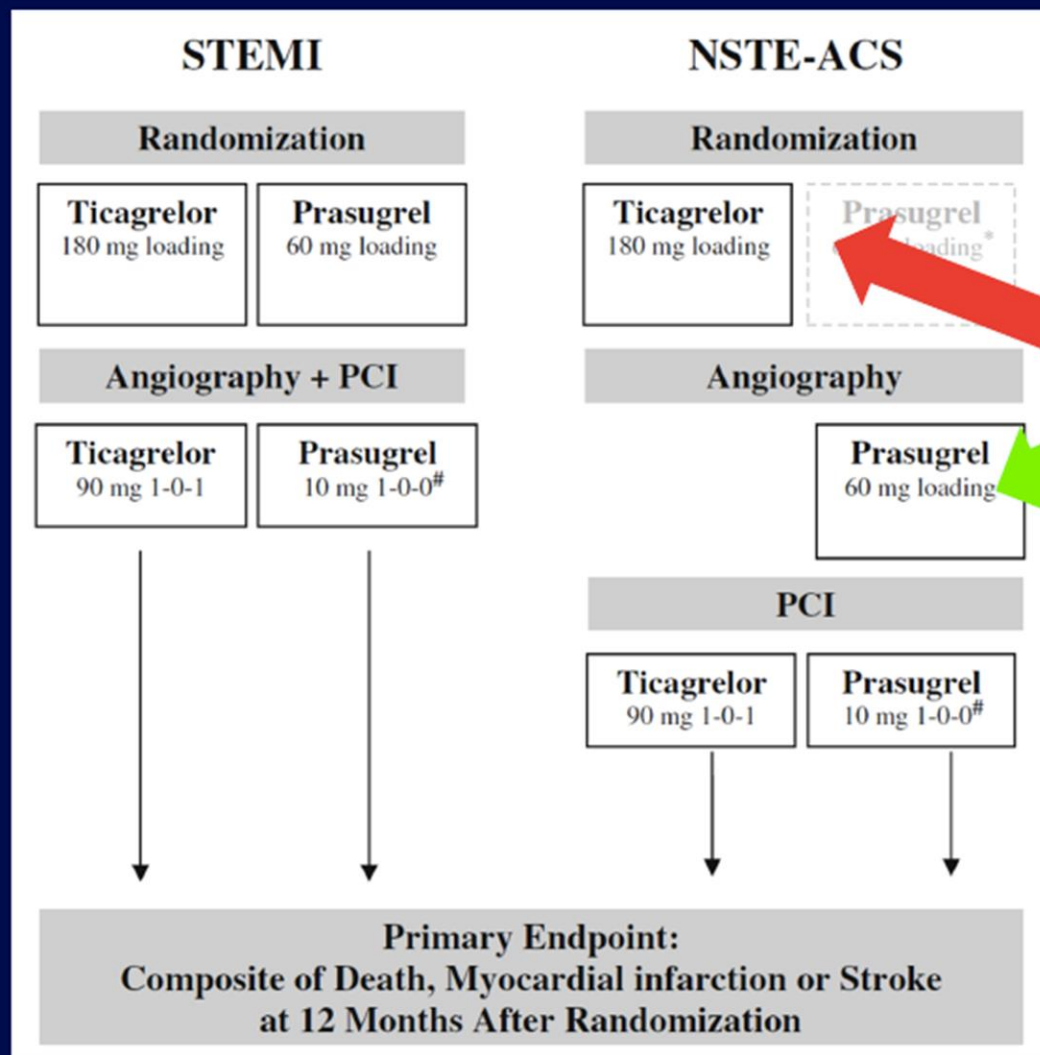 STEMI
NSTE-ACS
Randomization
Randomization
Ticagrelor
180 mg loading
Prasugrel
60 mg loading
Ticagrelor
180 mg loading
Prasugrel
loading*
Angiography + PCI
Angiography
Ticagrelor
90 mg 1-0-1
Prasugrel
10 mg 1-0-0#
Prasugrel
60 mg loading
PCI
Ticagrelor
90 mg 1-0-1
Prasugrel
10 mg 1-0-0#
Primary Endpoint:
Composite of Death, Myocardial infarction or Stroke
at 12 Months After Randomization